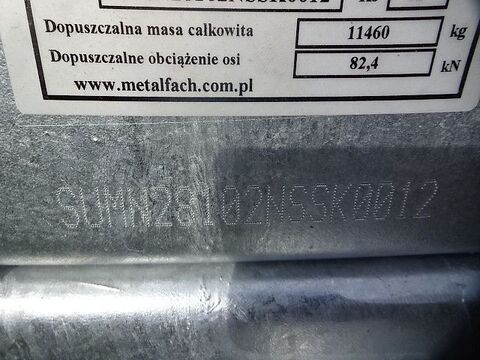 Dopuszczalna masa całkowita 11460 kg
Dopuszczalne obciążenie osi 82,4 kN
www.metalfach.com.pl
SUMN28102NSSK0012